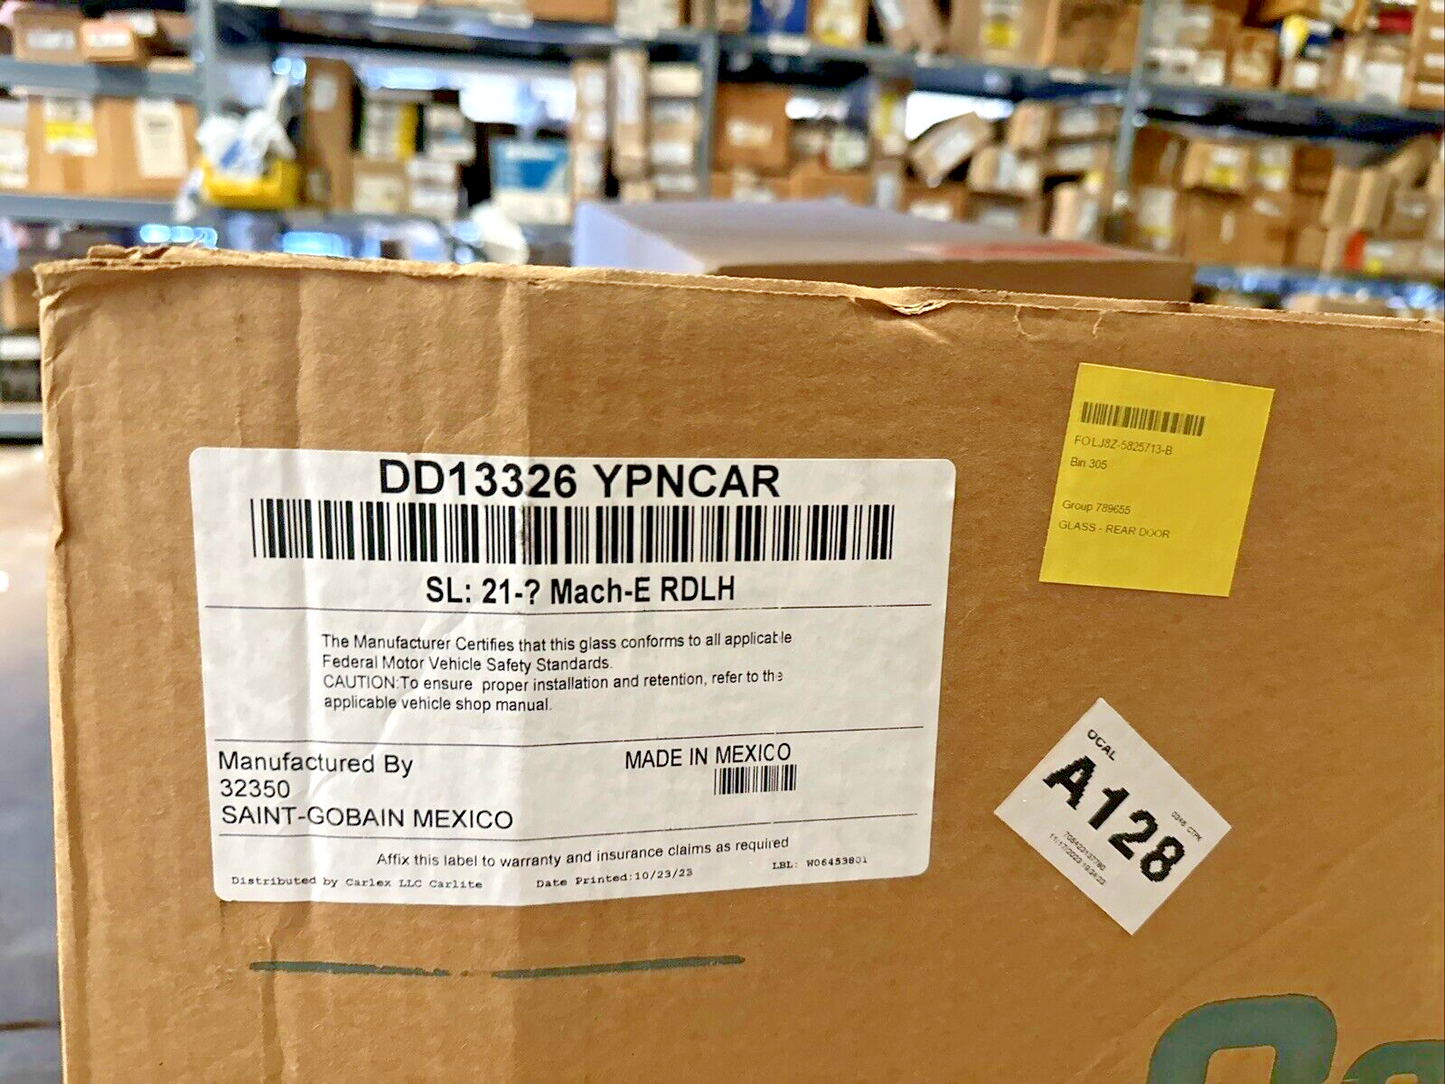 DD13326 YPNCAR
SL: 21-? Mach-E RDLH
The Manufacturer Certifies that this glass conforms to all applicable
Federal Motor Vehicle Safety Standards.
CAUTION:To ensure proper installation and retention, refer to the
applicable vehicle shop manual.
Manufactured By
32350
SAINT-GOBAIN MEXICO
MADE IN MEXICO
Affix this label to warranty and insurance claims as required
Distributed by Carlex LLC Carlite
Date Printed:10/23/23
LBL: W06453801
FO LJ8Z-5825713-B
Bin 305
Group 789655
GLASS - REAR DOOR
OCAL
A128